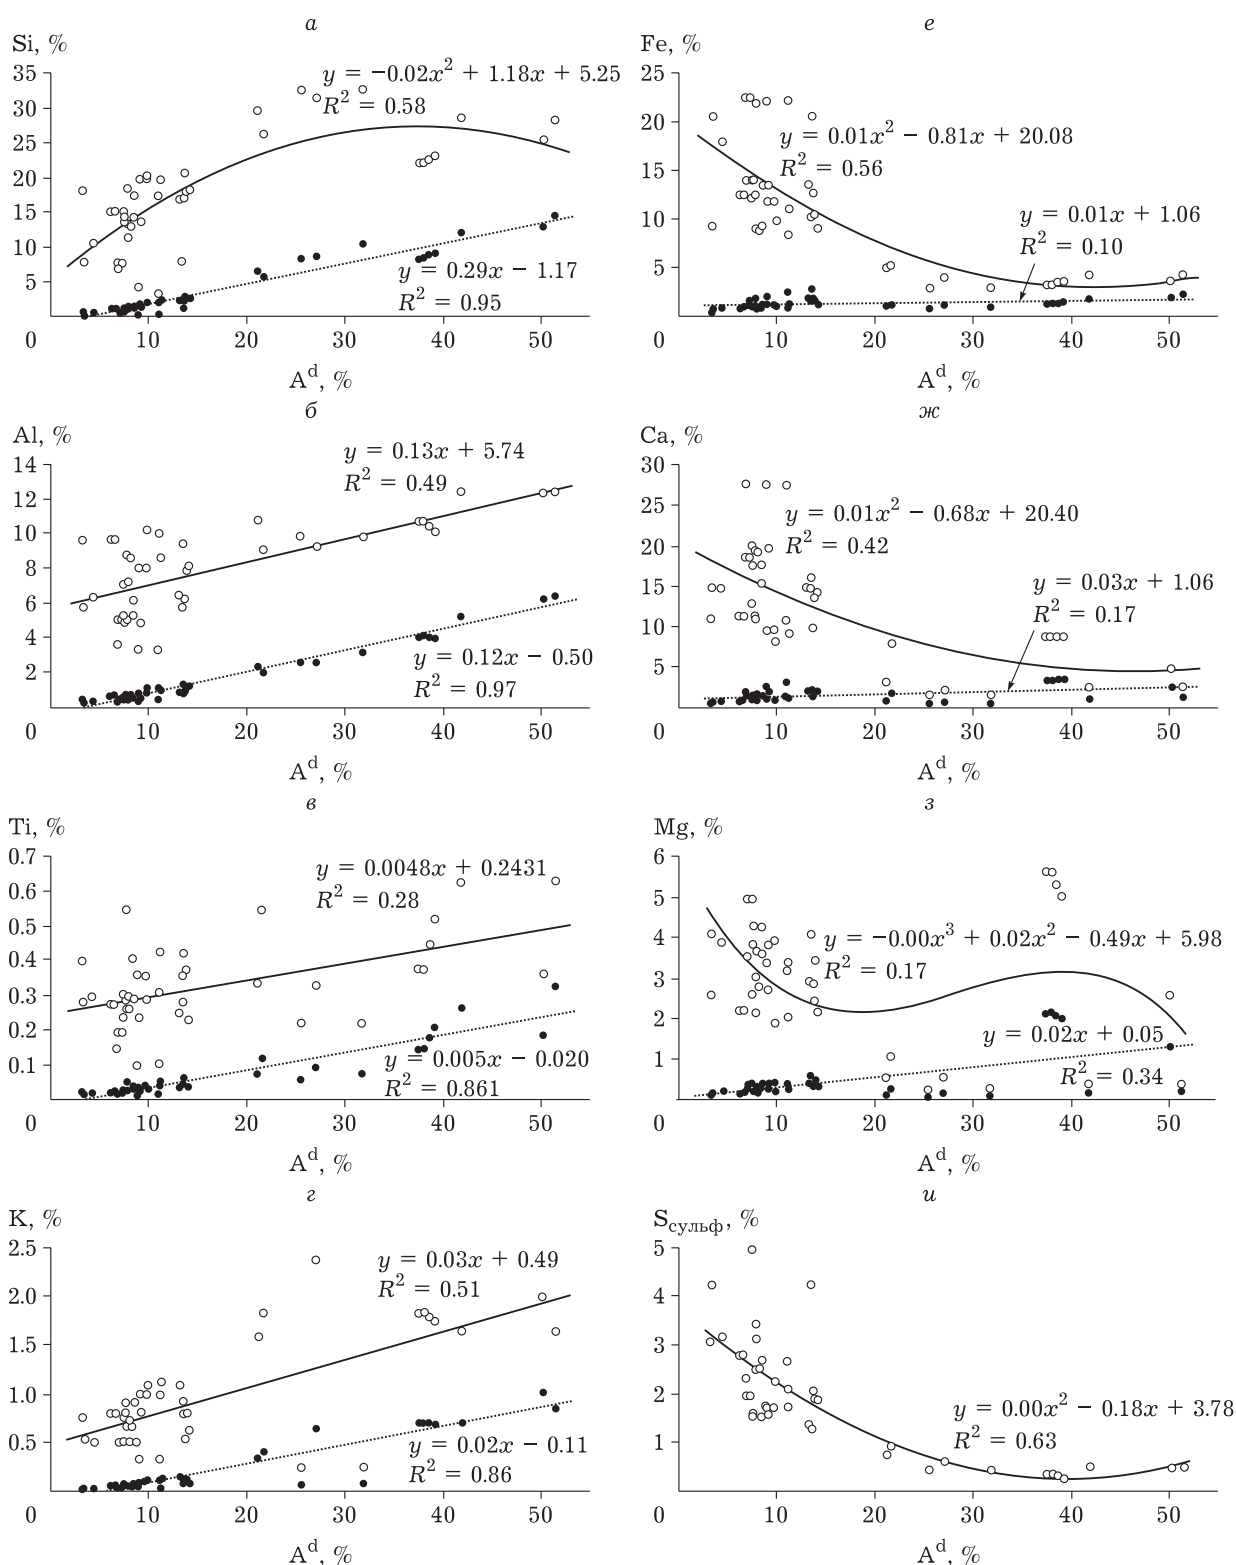 а
Si, %
35
30
25
20
15
10
5
0
10
20
30
40
50
y = −0.02x² + 1.18x + 5.25
R² = 0.58
y = 0.29x − 1.17
R² = 0.95
Aᵈ, %
е
Fe, %
25
20
15
10
5
0
10
20
30
40
50
y = 0.01x² − 0.81x + 20.08
R² = 0.56
y = 0.01x + 1.06
R² = 0.10
Aᵈ, %
б
Al, %
14
12
10
8
6
4
2
0
10
20
30
40
50
y = 0.13x + 5.74
R² = 0.49
y = 0.12x − 0.50
R² = 0.97
Aᵈ, %
ж
Ca, %
30
25
20
15
10
5
0
10
20
30
40
50
y = 0.01x² − 0.68x + 20.40
R² = 0.42
y = 0.03x + 1.06
R² = 0.17
Aᵈ, %
в
Ti, %
0.7
0.6
0.5
0.4
0.3
0.2
0.1
0
10
20
30
40
50
y = 0.0048x + 0.2431
R² = 0.28
y = 0.005x − 0.020
R² = 0.861
Aᵈ, %
з
Mg, %
6
5
4
3
2
1
0
10
20
30
40
50
y = −0.00x³ + 0.02x² − 0.49x + 5.98
R² = 0.17
y = 0.02x + 0.05
R² = 0.34
Aᵈ, %
г
K, %
2.5
2.0
1.5
1.0
0.5
0
10
20
30
40
50
y = 0.03x + 0.49
R² = 0.51
y = 0.02x − 0.11
R² = 0.86
Aᵈ, %
и
Sсульф, %
5
4
3
2
1
0
10
20
30
40
50
y = 0.00x² − 0.18x + 3.78
R² = 0.63
Aᵈ, %